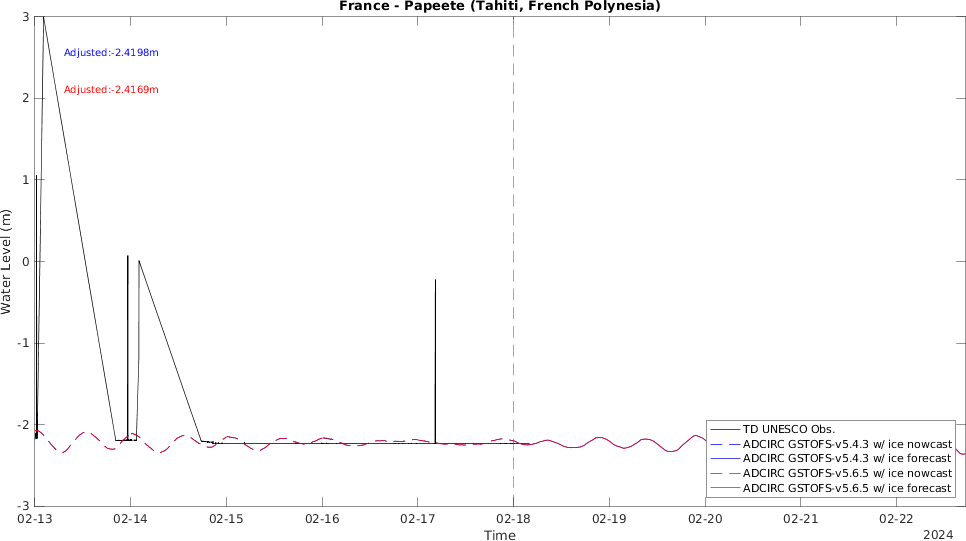 France - Papeete (Tahiti, French Polynesia)
3
Adjusted:-2.4198m
Adjusted:-2.4169m
2
1
0
-1
-2
-3
Water Level (m)
TD UNESCO Obs.
ADCIRC GSTOFS-v5.4.3 w/ ice nowcast
ADCIRC GSTOFS-v5.4.3 w/ ice forecast
ADCIRC GSTOFS-v5.6.5 w/ ice nowcast
ADCIRC GSTOFS-v5.6.5 w/ ice forecast
02-13 02-14 02-15 02-16 02-17 02-18 02-19 02-20 02-21 02-22
Time
2024